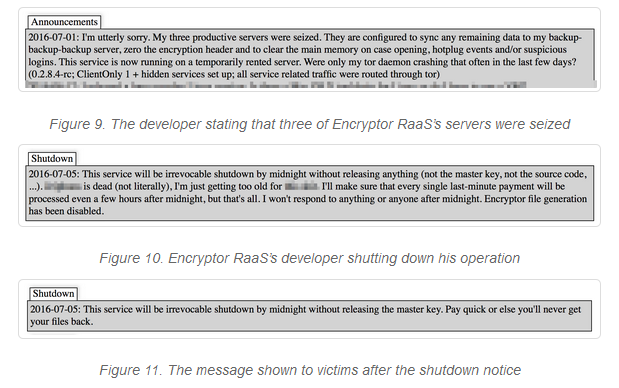 Announcements
2016-07-01: I'm utterly sorry. My three productive servers were seized. They are configured to sync any remaining data to my backup-
backup-backup server, zero the encryption header and to clear the main memory on case opening, hotplug events and/or suspicious
logins. This service is now running on a temporarily rented server. Were only my tor daemon crashing that often in the last few days?
(0.2.8.4-rc; ClientOnly 1 + hidden services set up; all service related traffic were routed through tor)
Figure 9. The developer stating that three of Encryptor RaaS's servers were seized
Shutdown
2016-07-05: This service will be irrevocable shutdown by midnight without releasing anything (not the master key, not the source code,
...). is dead (not literally), I'm just getting too old for . I'll make sure that every single last-minute payment will be
processed even a few hours after midnight, but that's all. I won't respond to anything or anyone after midnight. Encryptor file generation
has been disabled.
Figure 10. Encryptor RaaS's developer shutting down his operation
Shutdown
2016-07-05: This service will be irrevocable shutdown by midnight without releasing the master key. Pay quick or else you'll never get
your files back.
Figure 11. The message shown to victims after the shutdown notice